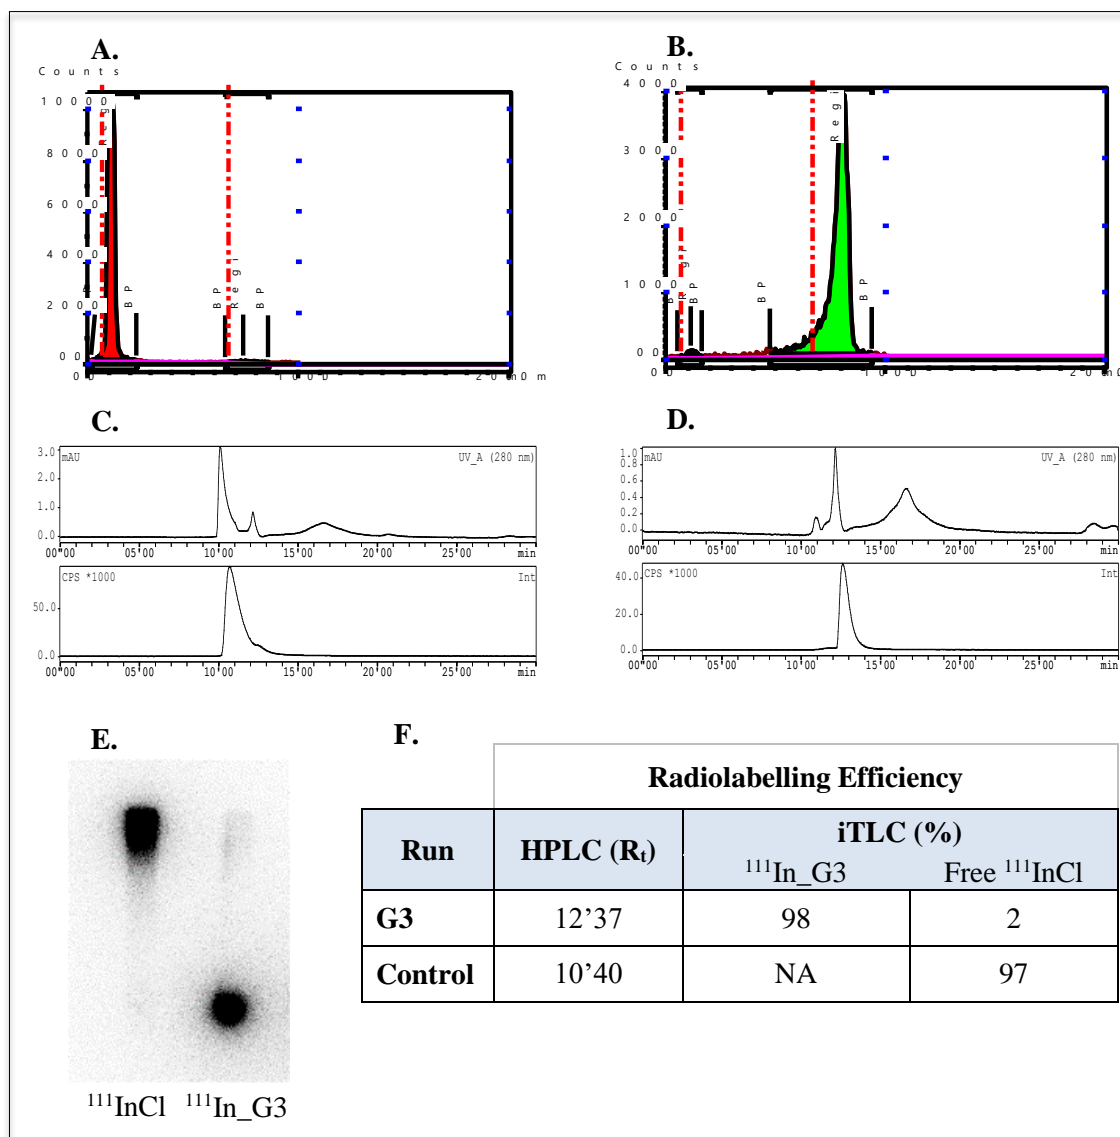 A.
B.
Counts
Counts
10000
8000
6000
4000
2000
00
BP
BP
Regi
BP
00
4000
3000
2000
1000
00
Regi
BP
BP
BP
00
C.
D.
3.0
2.0
1.0
0.0
mAU
UV_A (280 nm)
00'00 05'00 10'00 15'00 20'00 25'00 min
1.0
0.8
0.6
0.4
0.2
0.0
mAU
UV_A (280 nm)
00'00 05'00 10'00 15'00 20'00 25'00 min
CPS *1000
Int
50.0
0.0
00'00 05'00 10'00 15'00 20'00 25'00 min
CPS *1000
Int
40.0
20.0
0.0
00'00 05'00 10'00 15'00 20'00 25'00 min
E.
F.
Radiolabelling Efficiency
Run HPLC (Rt) iTLC (%)
111In_G3 Free 111InCl
G3 12’37 98 2
Control 10’40 NA 97
111InCl 111In_G3